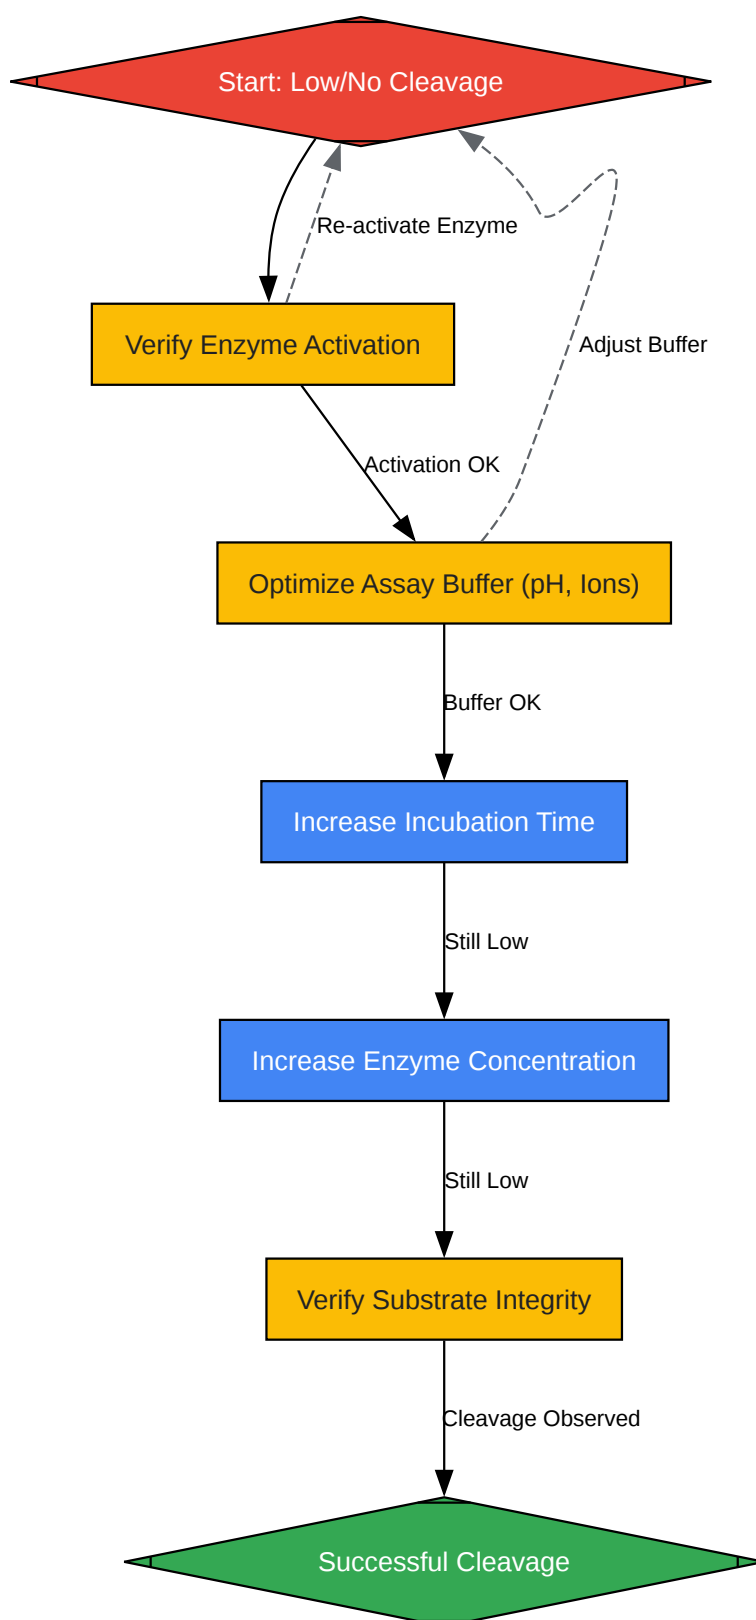 Start: Low/No Cleavage
Re-activate Enzyme
Verify Enzyme Activation
Adjust Buffer
Activation OK
Optimize Assay Buffer (pH, Ions)
Buffer OK
Increase Incubation Time
Still Low
Increase Enzyme Concentration
Still Low
Verify Substrate Integrity
Cleavage Observed
Successful Cleavage